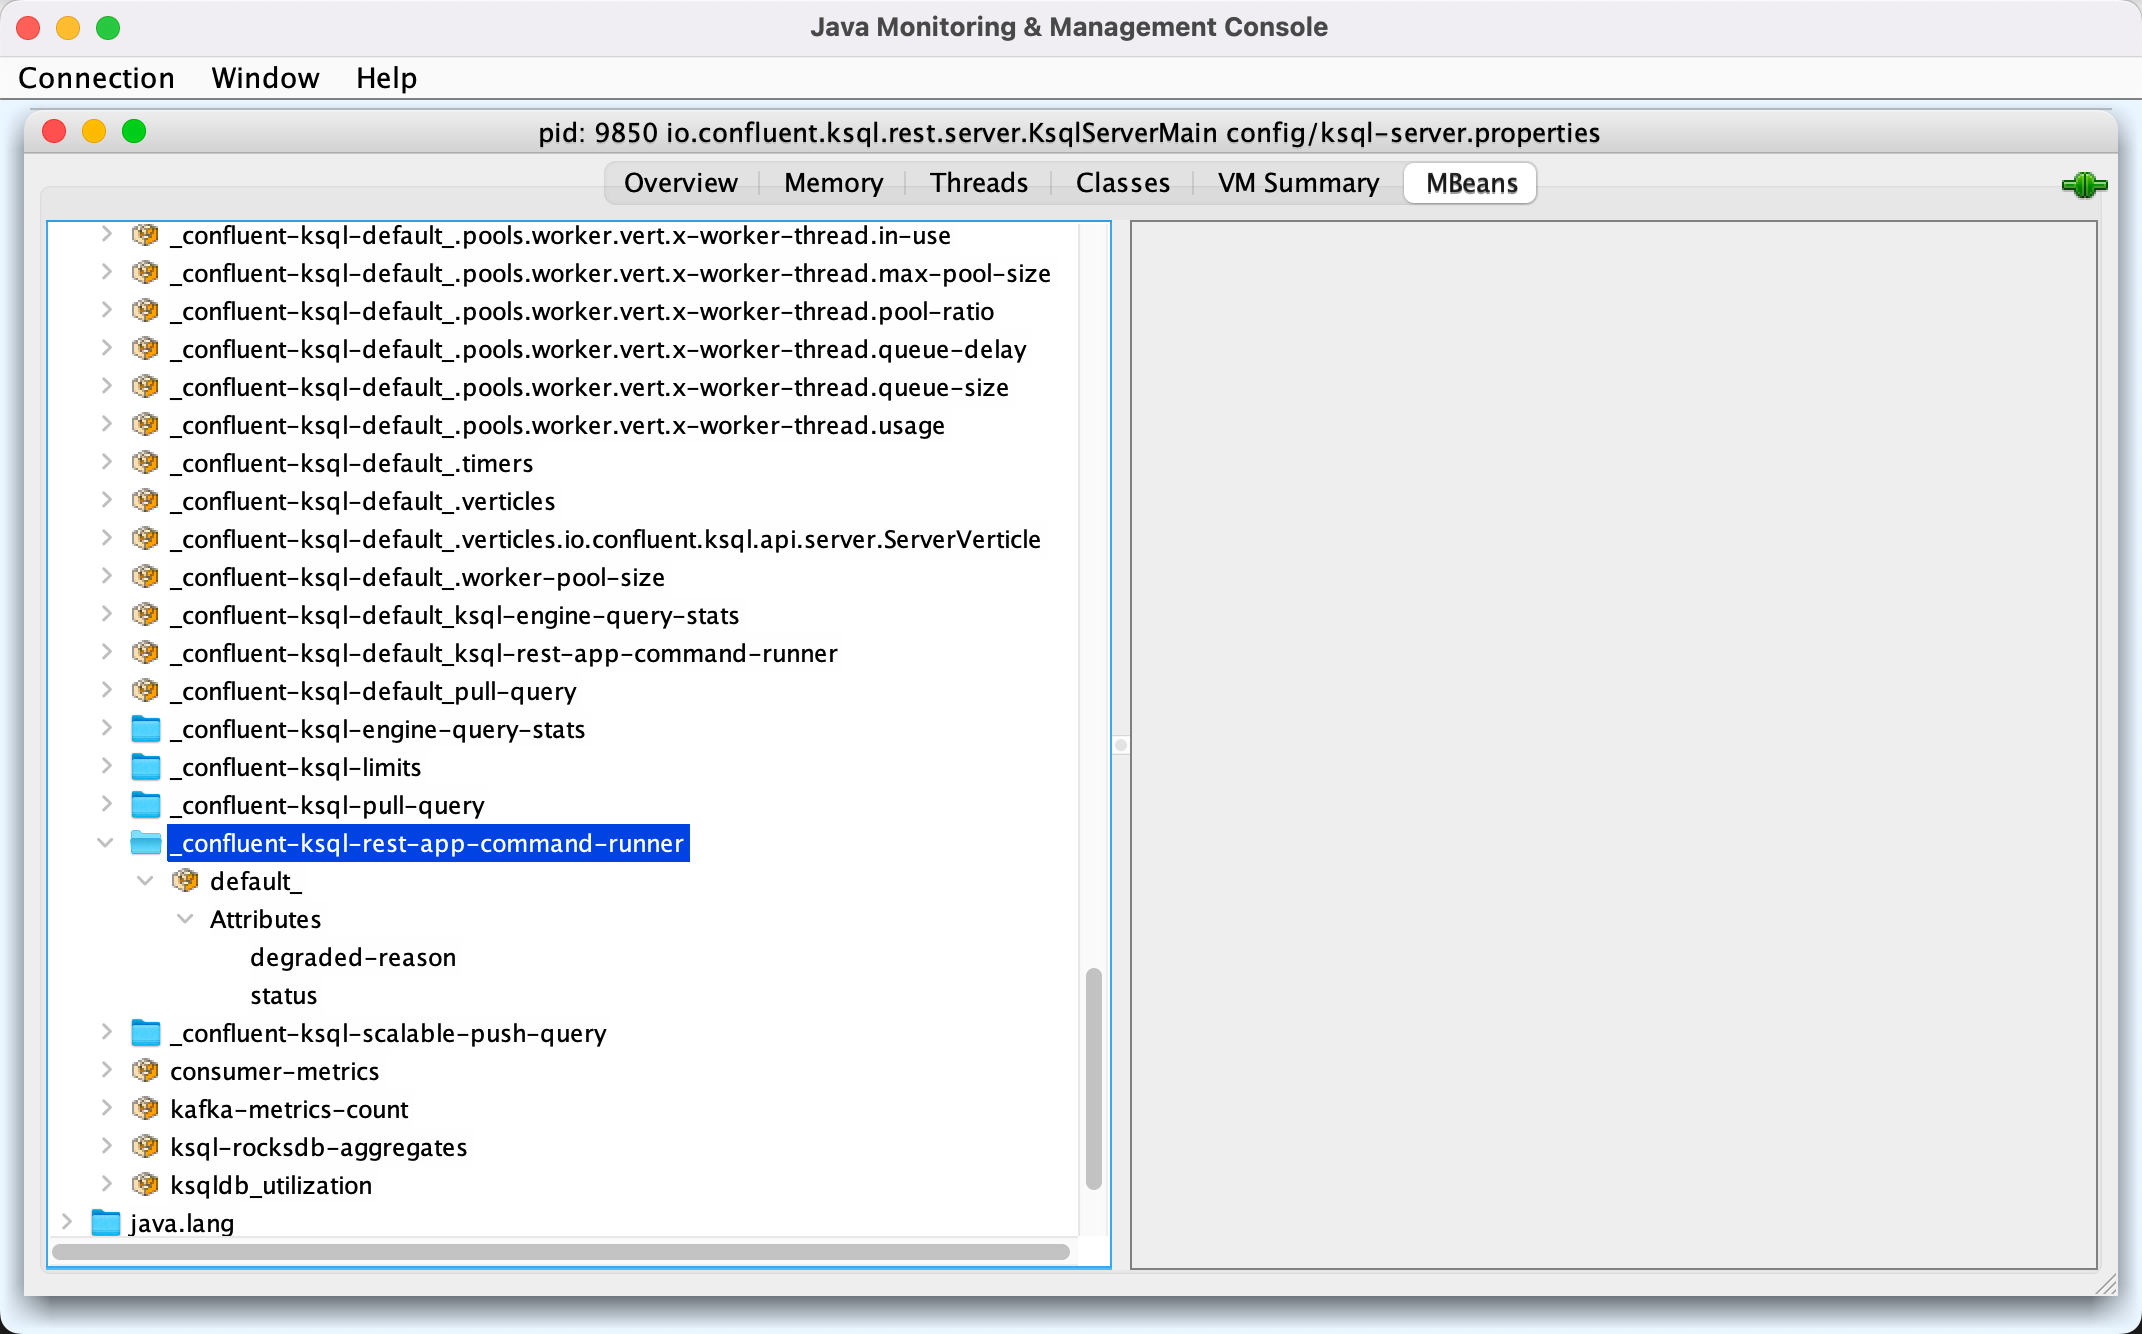 Java Monitoring & Management Console
Connection Window Help
pid: 9850 io.confluent.ksql.rest.server.KsqlServerMain config/ksql-server.properties
Overview Memory Threads Classes VM Summary MBeans
_confluent-ksql-default_.pools.worker.vert.x-worker-thread.in-use
_confluent-ksql-default_.pools.worker.vert.x-worker-thread.max-pool-size
_confluent-ksql-default_.pools.worker.vert.x-worker-thread.pool-ratio
_confluent-ksql-default_.pools.worker.vert.x-worker-thread.queue-delay
_confluent-ksql-default_.pools.worker.vert.x-worker-thread.queue-size
_confluent-ksql-default_.pools.worker.vert.x-worker-thread.usage
_confluent-ksql-default_.timers
_confluent-ksql-default_.verticles
_confluent-ksql-default_.verticles.io.confluent.ksql.api.server.ServerVerticle
_confluent-ksql-default_.worker-pool-size
_confluent-ksql-default_ksql-engine-query-stats
_confluent-ksql-default_ksql-rest-app-command-runner
_confluent-ksql-default_pull-query
_confluent-ksql-engine-query-stats
_confluent-ksql-limits
_confluent-ksql-pull-query
_confluent-ksql-rest-app-command-runner
default_
Attributes
degraded-reason
status
_confluent-ksql-scalable-push-query
consumer-metrics
kafka-metrics-count
ksql-rocksdb-aggregates
ksqldb_utilization
java.lang